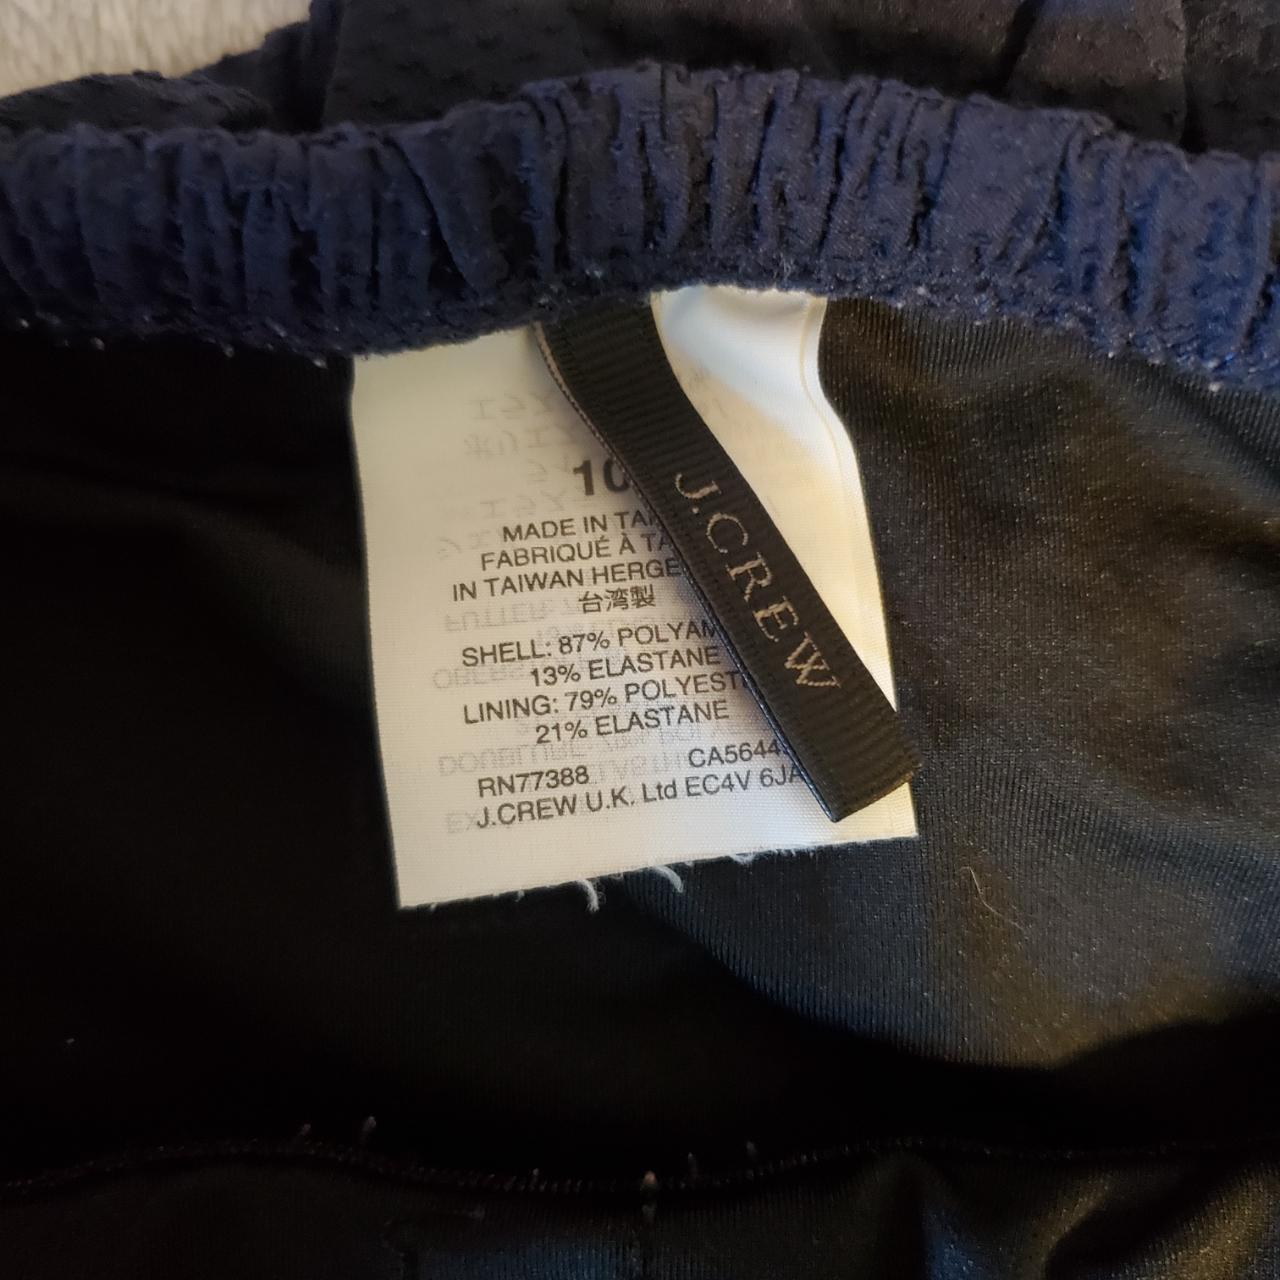 10
MADE IN TAI
FABRIQUÉ À TA
IN TAIWAN HERGE
台湾製
SHELL: 87% POLYAM
13% ELASTANE
LINING: 79% POLYEST
21% ELASTANE
RN77388 CA5644
J.CREW U.K. Ltd EC4V 6JA
J.CREW